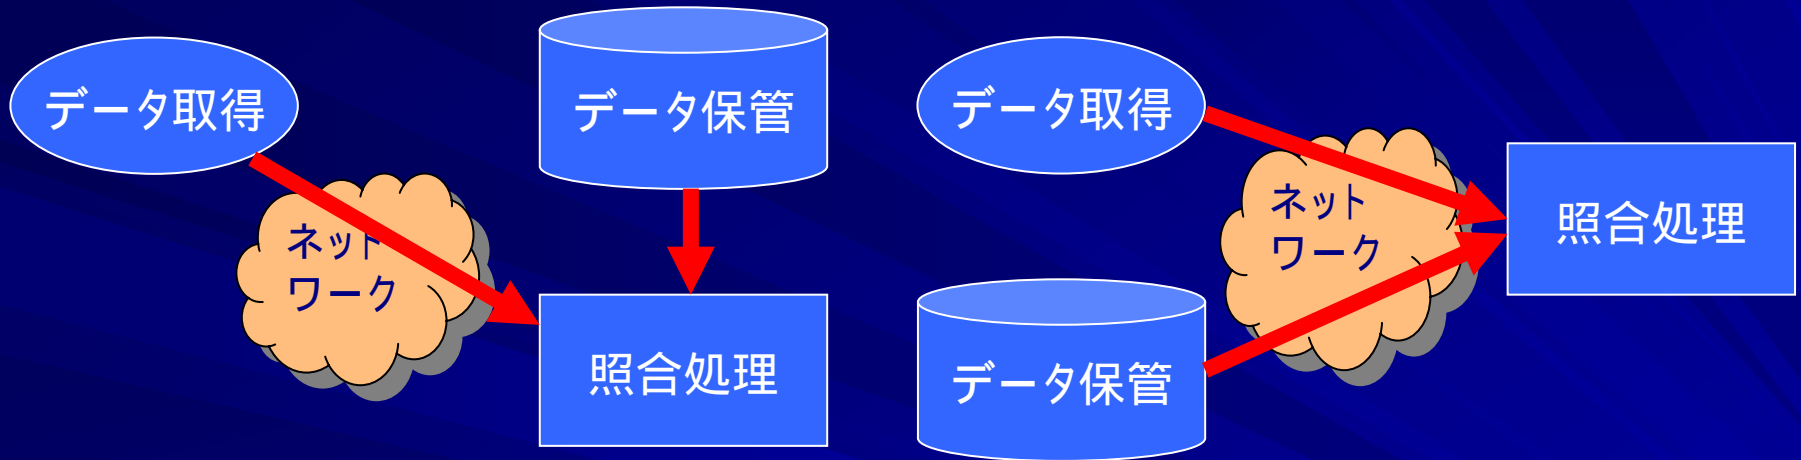 データ取得
データ保管
ネット
ワーク
照合処理
データ取得
ネット
ワーク
照合処理
データ保管